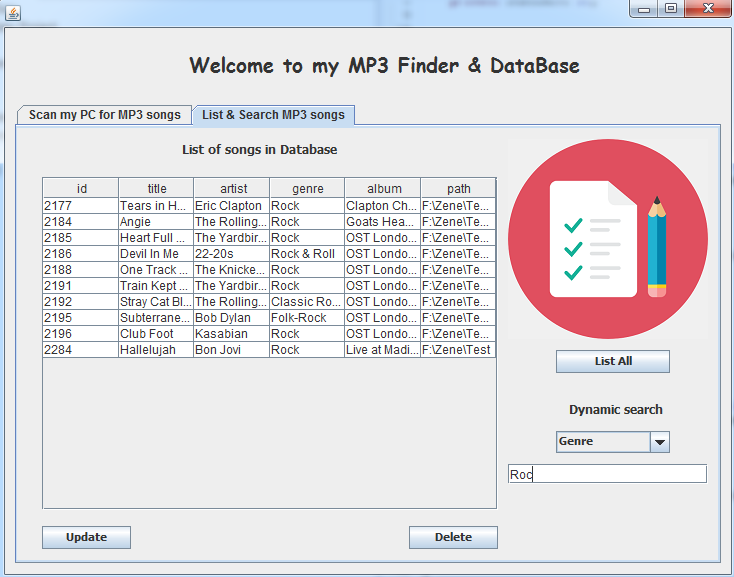 Welcome to my MP3 Finder & DataBase
Scan my PC for MP3 songs List & Search MP3 songs
List of songs in Database
id title artist genre album path
2177 Tears in H... Eric Clapton Rock Clapton Ch... F:\Zene\Te...
2184 Angie The Rolling... Rock Goats Hea... F:\Zene\Te...
2185 Heart Full ... The Yardbir... Rock OST Londo... F:\Zene\Te...
2186 Devil In Me 22-20s Rock & Roll OST Londo... F:\Zene\Te...
2188 One Track ... The Knicke... Rock OST Londo... F:\Zene\Te...
2191 Train Kept ... The Yardbir... Rock OST Londo... F:\Zene\Te...
2192 Stray Cat Bl... The Rolling... Classic Ro... OST Londo... F:\Zene\Te...
2195 Subterrane... Bob Dylan Folk-Rock OST Londo... F:\Zene\Te...
2196 Club Foot Kasabian Rock OST Londo... F:\Zene\Te...
2284 Hallelujah Bon Jovi Rock Live at Madi... F:\Zene\Test
List All
Dynamic search
Genre
Roc
Update Delete